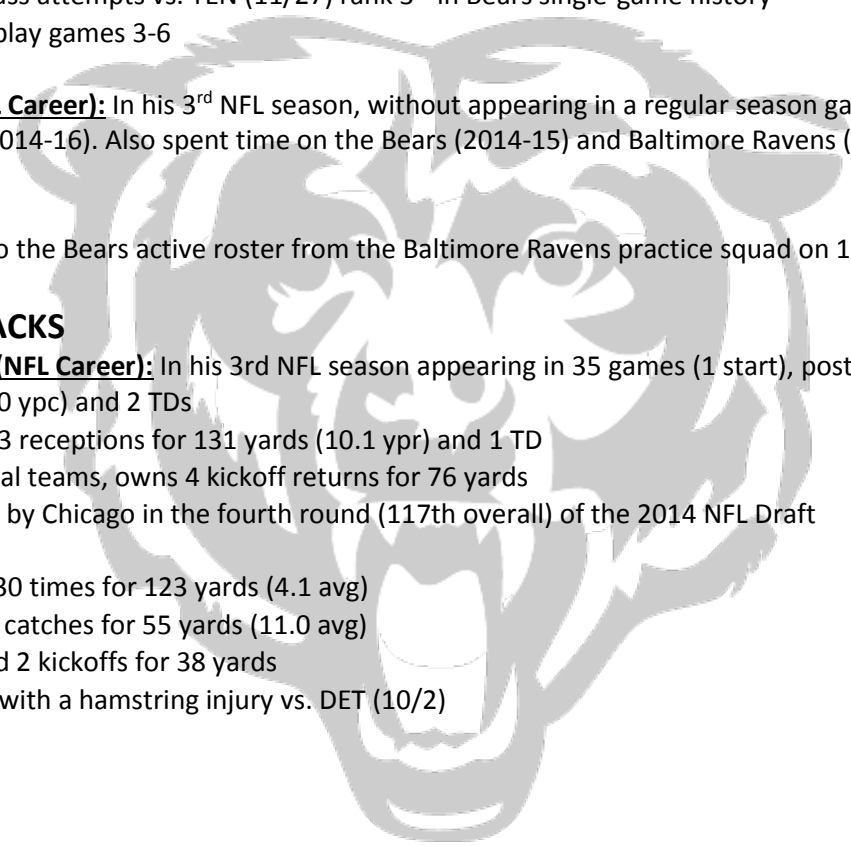 ass attempts vs. TEN (11/27) rank 3rd in Bears single-game history
play games 3-6
Career): In his 3rd NFL season, without appearing in a regular season ga
014-16). Also spent time on the Bears (2014-15) and Baltimore Ravens (
o the Bears active roster from the Baltimore Ravens practice squad on 1
ACKS
(NFL Career): In his 3rd NFL season appearing in 35 games (1 start), post
0 ypc) and 2 TDs
3 receptions for 131 yards (10.1 ypr) and 1 TD
al teams, owns 4 kickoff returns for 76 yards
by Chicago in the fourth round (117th overall) of the 2014 NFL Draft
30 times for 123 yards (4.1 avg)
catches for 55 yards (11.0 avg)
d 2 kickoffs for 38 yards
with a hamstring injury vs. DET (10/2)